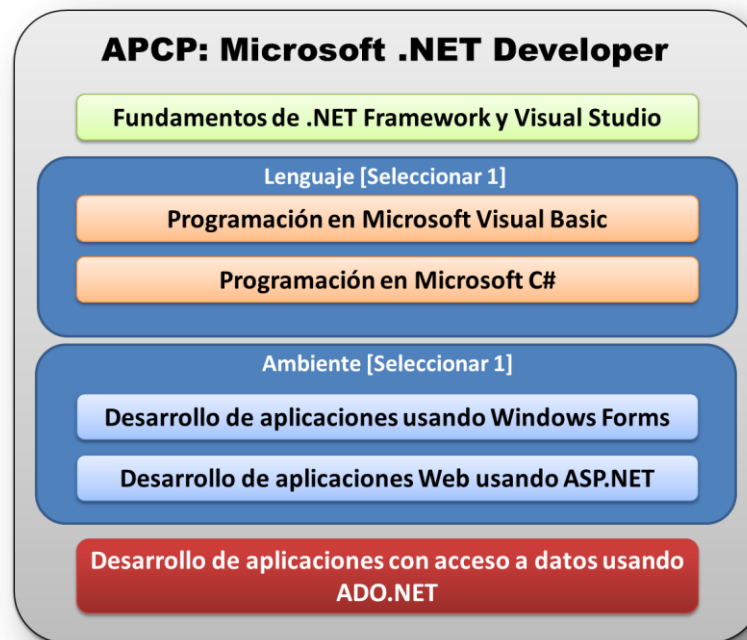 APCP: Microsoft .NET Developer
Fundamentos de .NET Framework y Visual Studio
Lenguaje [Seleccionar 1]
Programación en Microsoft Visual Basic
Programación en Microsoft C#
Ambiente [Seleccionar 1]
Desarrollo de aplicaciones usando Windows Forms
Desarrollo de aplicaciones Web usando ASP.NET
Desarrollo de aplicaciones con acceso a datos usando
ADO.NET